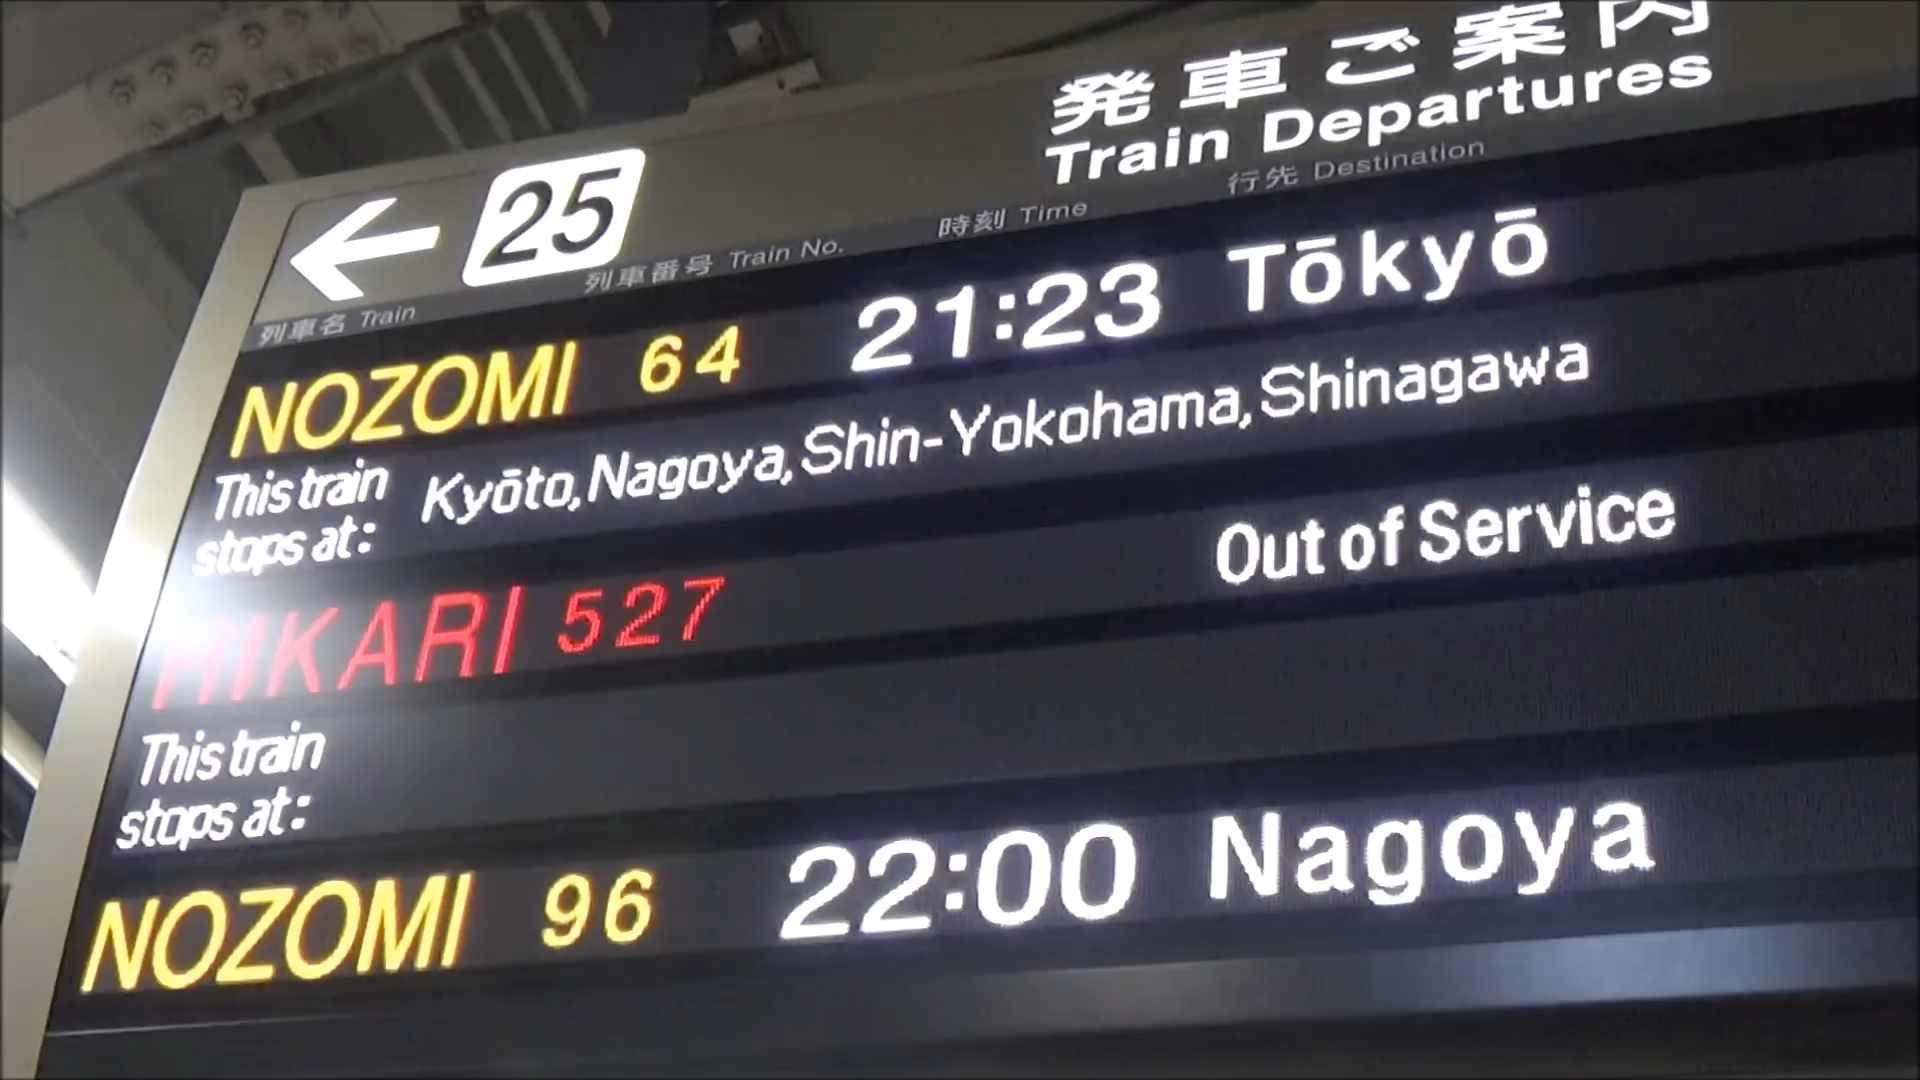 発車ご案内
Train Departures
← 25
列車名 Train 列車番号 Train No. 時刻 Time 行先 Destination
NOZOMI 64 21:23 Tōkyō
This train stops at: Kyōto, Nagoya, Shin-Yokohama, Shinagawa
HIKARI 527 Out of Service
This train stops at:
NOZOMI 96 22:00 Nagoya